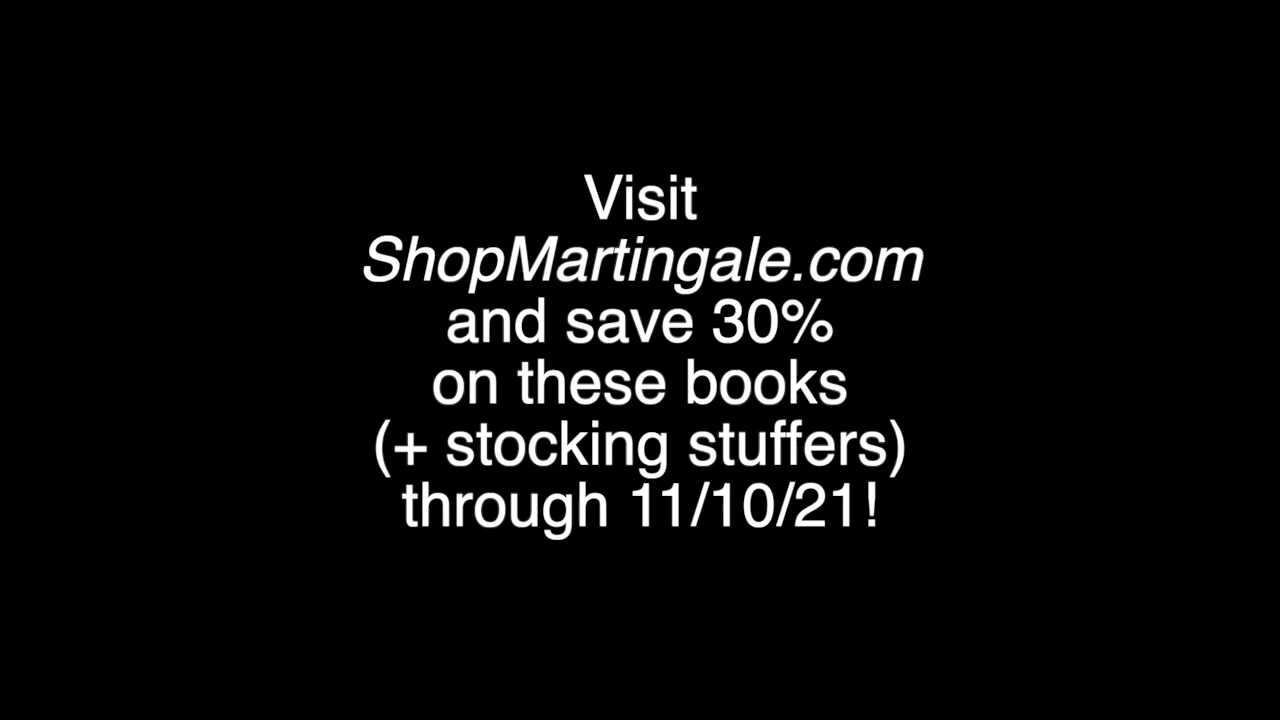 Visit
ShopMartingale.com
and save 30%
on these books
(+ stocking stuffers)
through 11/10/21!